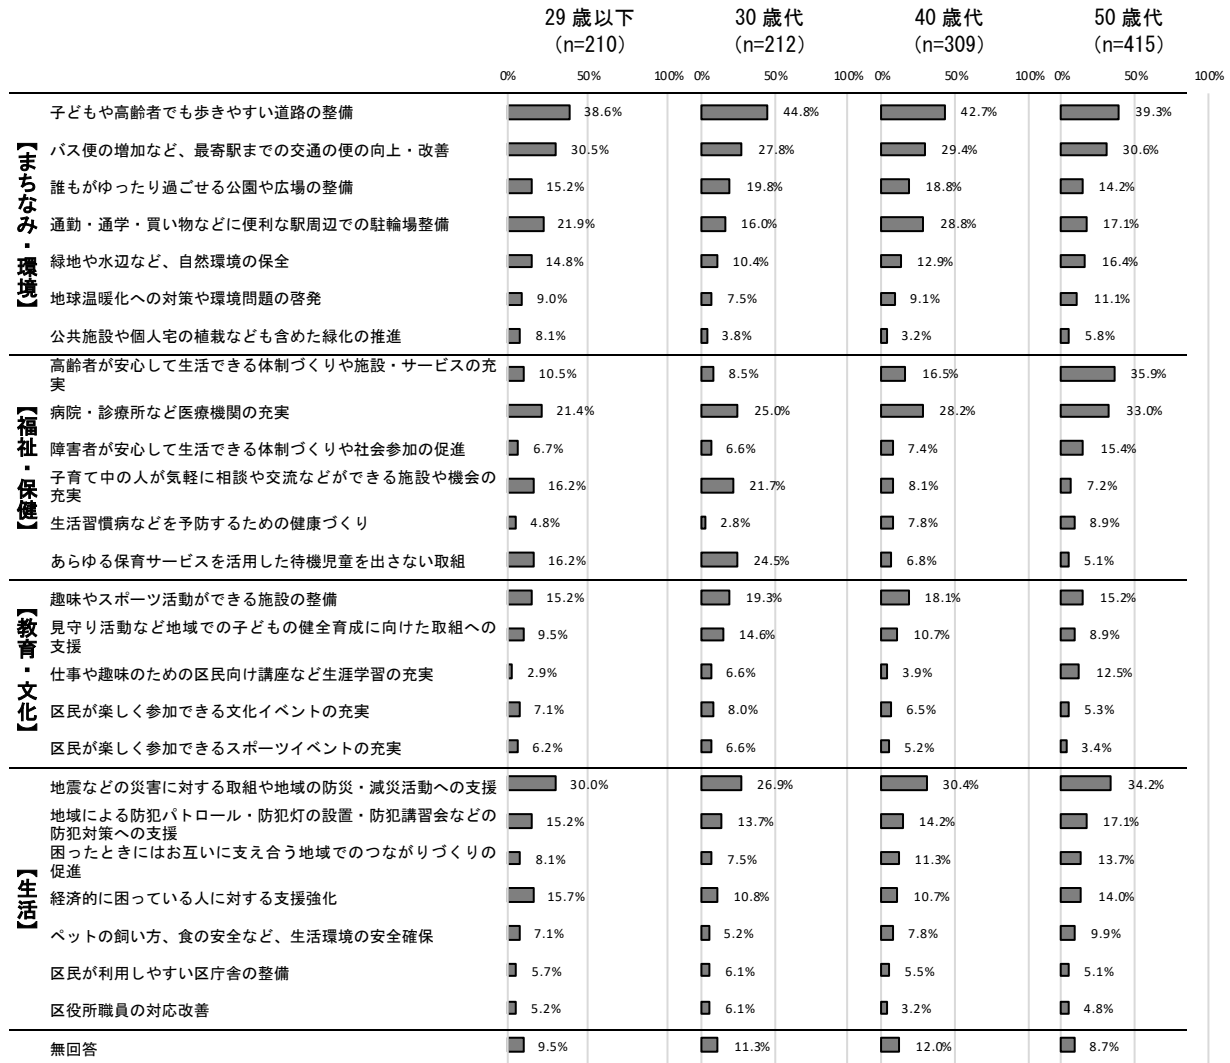 29 歳以下 30 歳代 40 歳代 50 歳代
(n=210) (n=212) (n=309) (n=415)
0% 50% 100% 0% 50% 100% 0% 50% 100% 0% 50% 100%
【まちなみ・環境】
子どもや高齢者でも歩きやすい道路の整備 38.6% 44.8% 42.7% 39.3%
バス便の増加など、最寄駅までの交通の便の向上・改善 30.5% 27.8% 29.4% 30.6%
誰もがゆったり過ごせる公園や広場の整備 15.2% 19.8% 18.8% 14.2%
通勤・通学・買い物などに便利な駅周辺での駐輪場整備 21.9% 16.0% 28.8% 17.1%
緑地や水辺など、自然環境の保全 14.8% 10.4% 12.9% 16.4%
地球温暖化への対策や環境問題の啓発 9.0% 7.5% 9.1% 11.1%
公共施設や個人宅の植栽なども含めた緑化の推進 8.1% 3.8% 3.2% 5.8%
【福祉・保健】
高齢者が安心して生活できる体制づくりや施設・サービスの充
実 10.5% 8.5% 16.5% 35.9%
病院・診療所など医療機関の充実 21.4% 25.0% 28.2% 33.0%
障害者が安心して生活できる体制づくりや社会参加の促進 6.7% 6.6% 7.4% 15.4%
子育て中の人が気軽に相談や交流などができる施設や機会の
充実 16.2% 21.7% 8.1% 7.2%
生活習慣病などを予防するための健康づくり 4.8% 2.8% 7.8% 8.9%
あらゆる保育サービスを活用した待機児童を出さない取組 16.2% 24.5% 6.8% 5.1%
【教育・文化】
趣味やスポーツ活動ができる施設の整備 15.2% 19.3% 18.1% 15.2%
見守り活動など地域での子どもの健全育成に向けた取組への
支援 9.5% 14.6% 10.7% 8.9%
仕事や趣味のための区民向け講座など生涯学習の充実 2.9% 6.6% 3.9% 12.5%
区民が楽しく参加できる文化イベントの充実 7.1% 8.0% 6.5% 5.3%
区民が楽しく参加できるスポーツイベントの充実 6.2% 6.6% 5.2% 3.4%
【生活】
地震などの災害に対する取組や地域の防災・減災活動への支援 30.0% 26.9% 30.4% 34.2%
地域による防犯パトロール・防犯灯の設置・防犯講習会などの
防犯対策への支援 15.2% 13.7% 14.2% 17.1%
困ったときにはお互いに支え合う地域でのつながりづくりの
促進 8.1% 7.5% 11.3% 13.7%
経済的に困っている人に対する支援強化 15.7% 10.8% 10.7% 14.0%
ペットの飼い方、食の安全など、生活環境の安全確保 7.1% 5.2% 7.8% 9.9%
区民が利用しやすい区庁舎の整備 5.7% 6.1% 5.5% 5.1%
区役所職員の対応改善 5.2% 6.1% 3.2% 4.8%
無回答 9.5% 11.3% 12.0% 8.7%